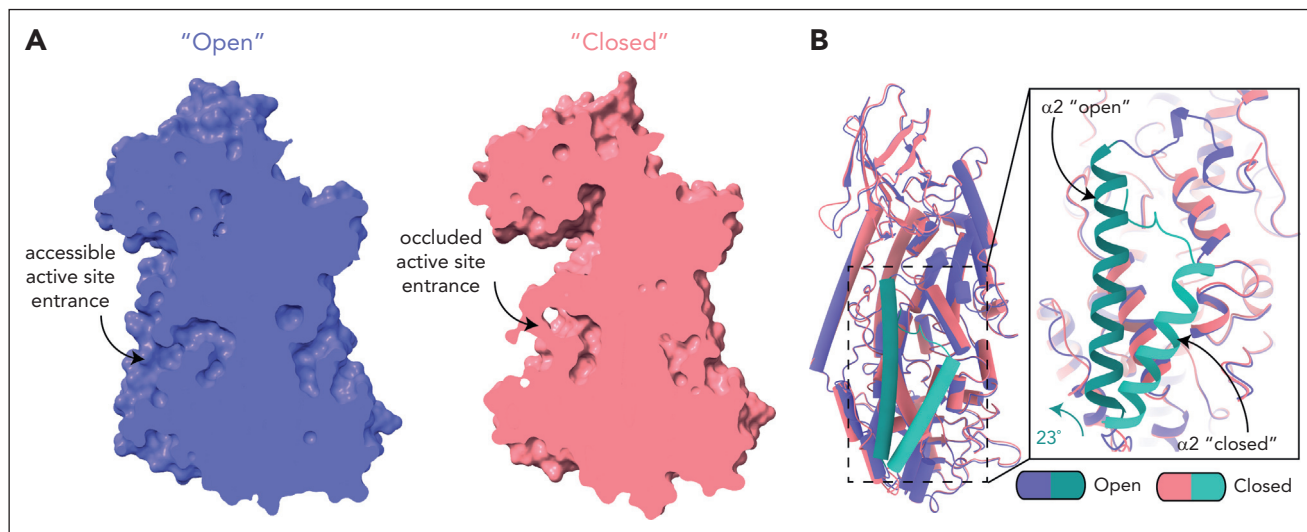 A
"Open"
"Closed"
accessible
active site
entrance
occluded
active site
entrance
B
α2 "open"
23°
α2 "closed"
Open
Closed